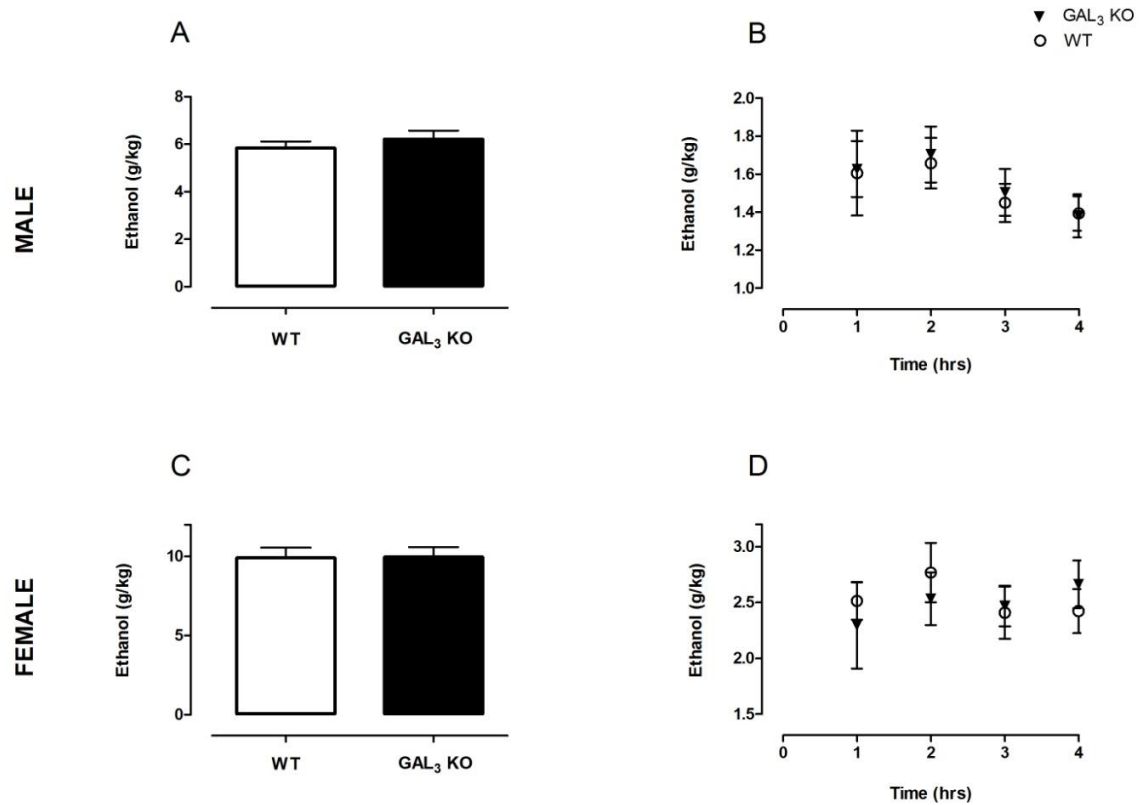 A
B
GAL₃ KO
WT
MALE
Ethanol (g/kg)
8
6
4
2
0
WT
GAL₃ KO
Ethanol (g/kg)
2.0
1.8
1.6
1.4
1.2
1.0
0
1
2
3
4
Time (hrs)
C
D
FEMALE
Ethanol (g/kg)
10
5
0
WT
GAL₃ KO
Ethanol (g/kg)
3.0
2.5
2.0
1.5
0
1
2
3
4
Time (hrs)